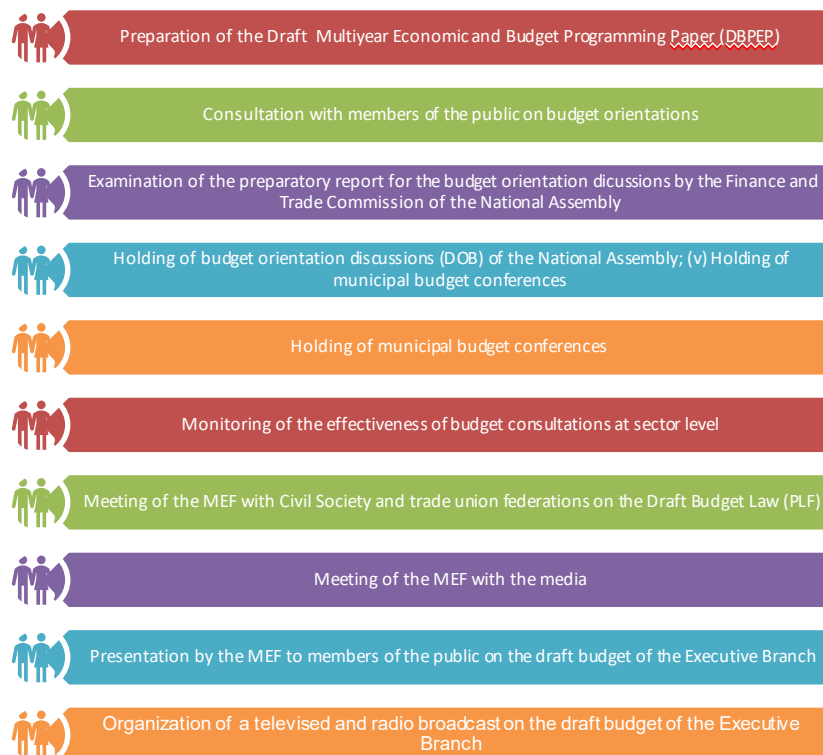 Preparation of the Draft Multiyear Economic and Budget Programming Paper (DBPEP)
Consultation with members of the public on budget orientations
Examination of the preparatory report for the budget orientation dicussions by the Finance and
Trade Commission of the National Assembly
Holding of budget orientation discussions (DOB) of the National Assembly; (v) Holding of
municipal budget conferences
Holding of municipal budget conferences
Monitoring of the effectiveness of budget consultations at sector level
Meeting of the MEF with Civil Society and trade union federations on the Draft Budget Law (PLF)
Meeting of the MEF with the media
Presentation by the MEF to members of the public on the draft budget of the Executive Branch
Organization of a televised and radio broadcast on the draft budget of the Executive
Branch